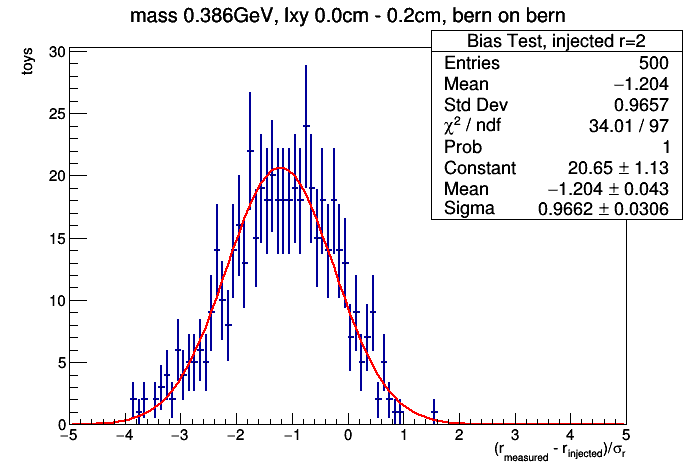 mass 0.386GeV, lxy 0.0cm - 0.2cm, bern on bern
Bias Test, injected r=2
Entries 500
Mean −1.204
Std Dev 0.9657
χ² / ndf 34.01 / 97
Prob 1
Constant 20.65 ± 1.13
Mean −1.204 ± 0.043
Sigma 0.9662 ± 0.0306
toys
30
25
20
15
10
5
0
−5 −4 −3 −2 −1 0 1 2 3 4 5
(r_measured - r_injected)/σ_r